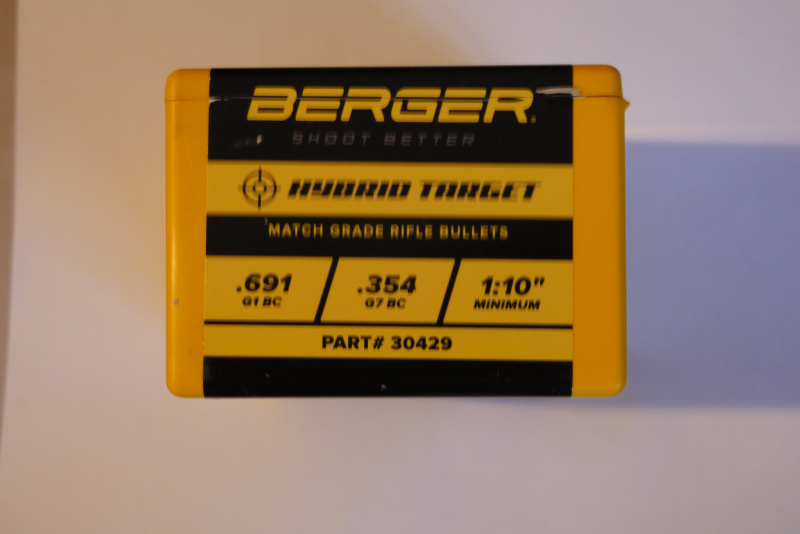 BERGER.
SHOOT BETTER
HYBRID TARGET
MATCH GRADE RIFLE BULLETS
.691 .354 1:10"
G1 BC G7 BC MINIMUM
PART# 30429